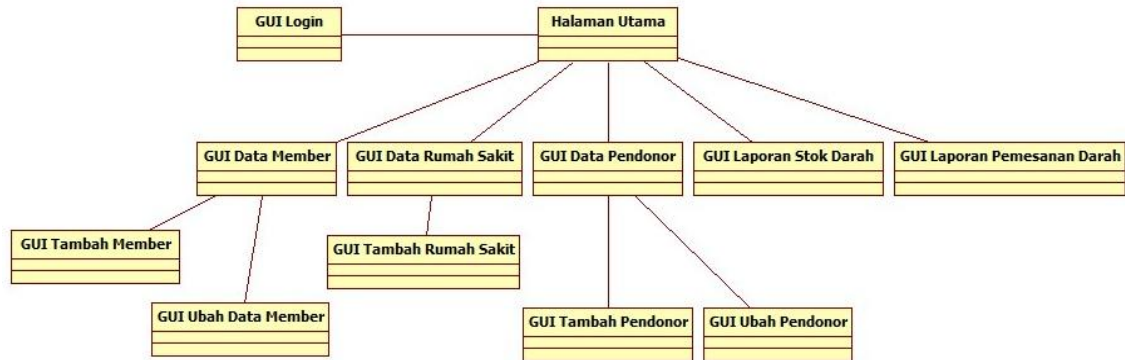 GUI Login
Halaman Utama
GUI Data Member
GUI Data Rumah Sakit
GUI Data Pendonor
GUI Laporan Stok Darah
GUI Laporan Pemesanan Darah
GUI Tambah Member
GUI Tambah Rumah Sakit
GUI Ubah Data Member
GUI Tambah Pendonor
GUI Ubah Pendonor